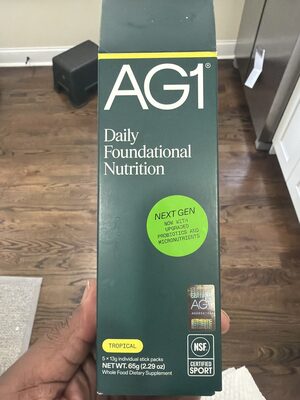 AG1®
Daily
Foundational
Nutrition
NEXT GEN
NOW WITH
UPGRADED
PROBIOTICS AND
MICRONUTRIENTS
AG1
TROPICAL
5 × 13g individual stick packs
NET WT. 65g (2.29 oz)
Whole Food Dietary Supplement
NSF®
CERTIFIED
SPORT